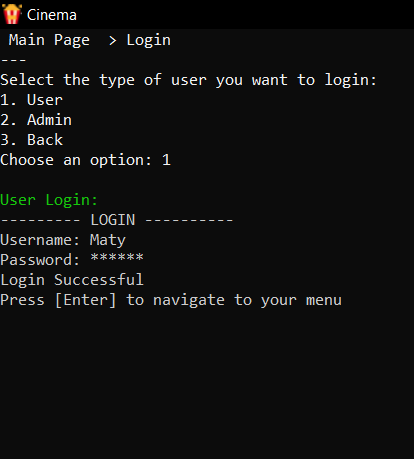 Cinema
Main Page > Login
---
Select the type of user you want to login:
1. User
2. Admin
3. Back
Choose an option: 1
User Login:
--------- LOGIN ----------
Username: Maty
Password: ******
Login Successful
Press [Enter] to navigate to your menu